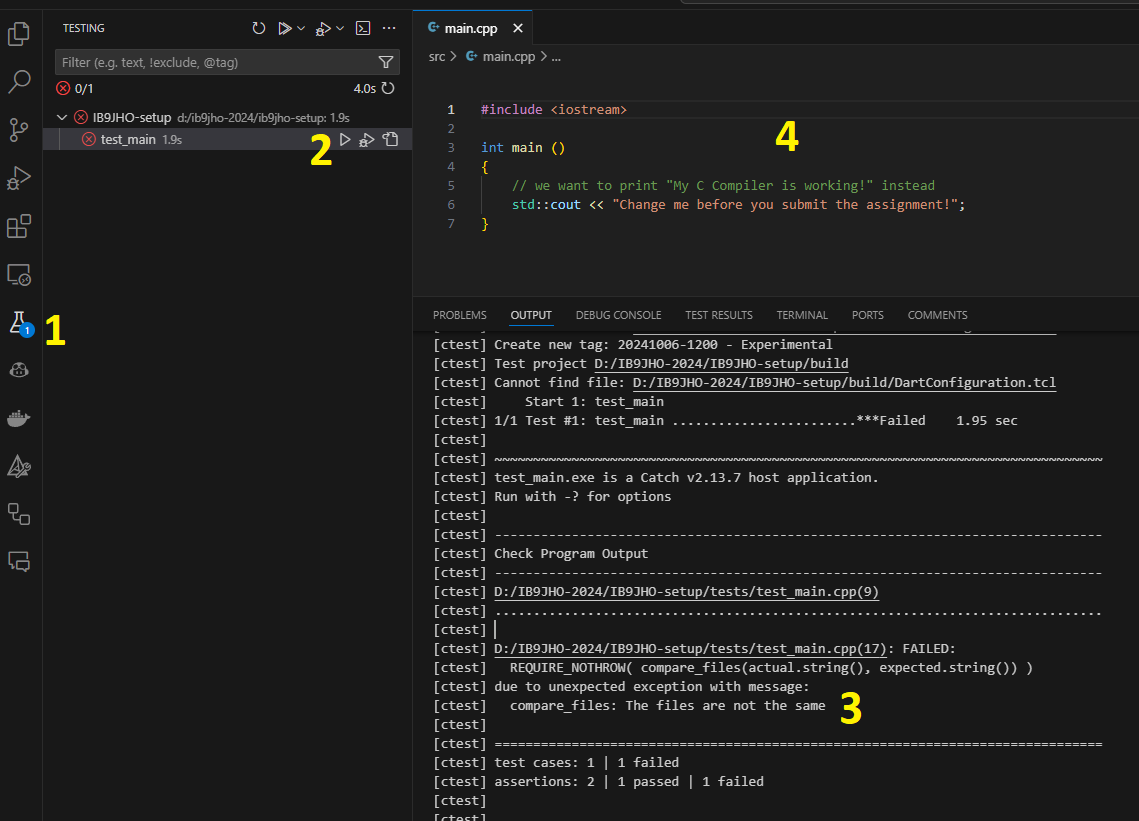 TESTING
Filter (e.g. text, !exclude, @tag)
0/1
4.0s
IB9JHO-setup d:/ib9jho-2024/ib9jho-setup: 1.9s
test_main 1.9s
1
1
2
main.cpp
src > main.cpp > ...
1 #include <iostream>
2
3 int main ()
4 {
5 // we want to print "My C Compiler is working!" instead
6 std::cout << "Change me before you submit the assignment!";
7 }
4
PROBLEMS OUTPUT DEBUG CONSOLE TEST RESULTS TERMINAL PORTS COMMENTS
[ctest] Create new tag: 20241006-1200 - Experimental
[ctest] Test project D:/IB9JHO-2024/IB9JHO-setup/build
[ctest] Cannot find file: D:/IB9JHO-2024/IB9JHO-setup/build/DartConfiguration.tcl
[ctest]     Start 1: test_main
[ctest] 1/1 Test #1: test_main ........................***Failed    1.95 sec
[ctest]
[ctest] ~~~~~~~~~~~~~~~~~~~~~~~~~~~~~~~~~~~~~~~~~~~~~~~~~~~~~~~~~~~~~~~~~~~~~~~~~~~~~~~
[ctest] test_main.exe is a Catch v2.13.7 host application.
[ctest] Run with -? for options
[ctest]
[ctest] -------------------------------------------------------------------------------
[ctest] Check Program Output
[ctest] -------------------------------------------------------------------------------
[ctest] D:/IB9JHO-2024/IB9JHO-setup/tests/test_main.cpp(9)
[ctest] ...............................................................................
[ctest]
[ctest] D:/IB9JHO-2024/IB9JHO-setup/tests/test_main.cpp(17): FAILED:
[ctest]   REQUIRE_NOTHROW( compare_files(actual.string(), expected.string()) )
[ctest] due to unexpected exception with message:
[ctest]   compare_files: The files are not the same
3
[ctest]
[ctest] ===============================================================================
[ctest] test cases: 1 | 1 failed
[ctest] assertions: 2 | 1 passed | 1 failed
[ctest]
[ctest]